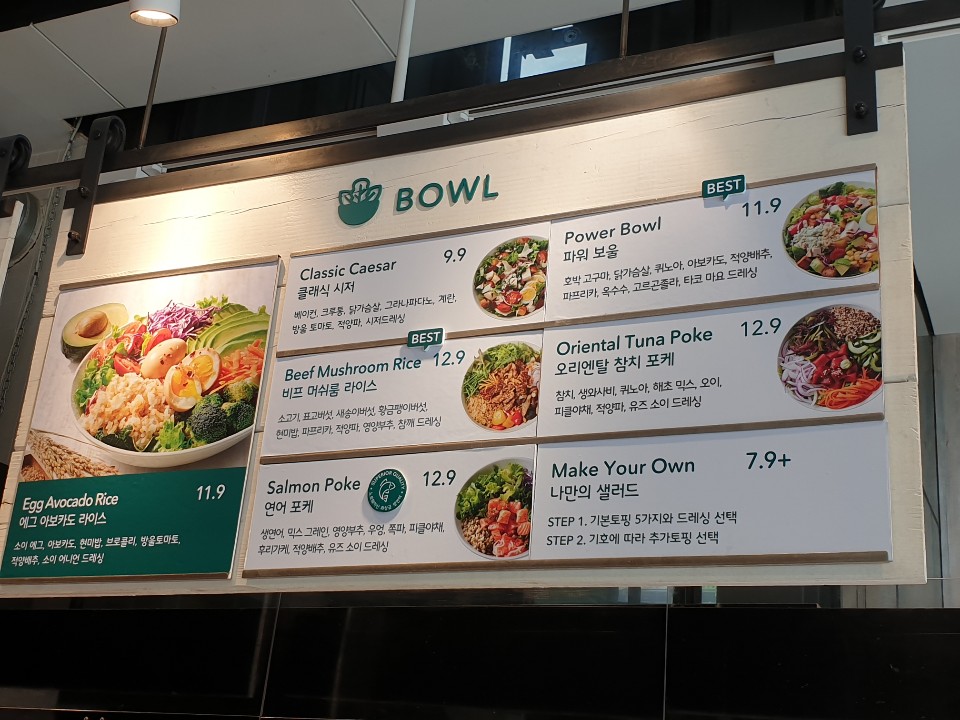 BOWL
Egg Avocado Rice
11.9
에그 아보카도 라이스
소이 에그, 아보카도, 현미밥, 브로콜리, 방울토마토,
적양배추, 소이 어니언 드레싱
Classic Caesar
9.9
클래식 시저
베이컨, 크루통, 닭가슴살, 그라나파다노, 계란,
방울 토마토, 적양파, 시저드레싱
BEST
Beef Mushroom Rice
12.9
비프 머쉬룸 라이스
소고기, 표고버섯, 새송이버섯, 황금팽이버섯,
현미밥, 파프리카, 적양파, 영양부추, 참깨 드레싱
Salmon Poke
SUPERIOR QUALITY
12.9
연어 포케
생연어, 믹스 그레인, 영양부추, 우엉, 쪽파, 피클야채,
후리가케, 적양배추, 유즈 소이 드레싱
BEST
Power Bowl
11.9
파워 보울
호박 고구마, 닭가슴살, 퀴노아, 아보카도, 적양배추,
파프리카, 옥수수, 고르곤졸라, 타코 마요 드레싱
Oriental Tuna Poke
12.9
오리엔탈 참치 포케
참치, 생와사비, 퀴노아, 해초 믹스, 오이,
피클야채, 적양파, 유즈 소이 드레싱
Make Your Own
7.9+
나만의 샐러드
STEP 1. 기본토핑 5가지와 드레싱 선택
STEP 2. 기호에 따라 추가토핑 선택